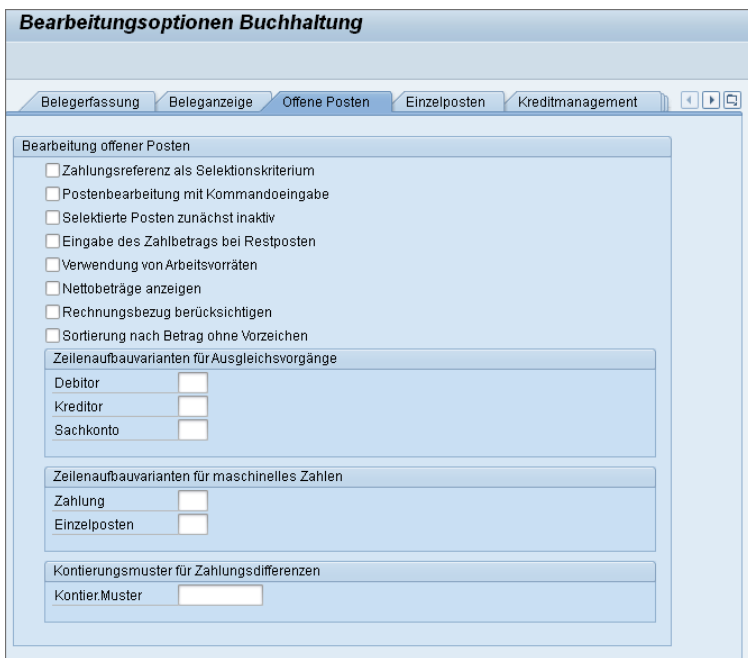 Bearbeitungsoptionen Buchhaltung
Belegerfassung Beleganzeige Offene Posten Einzelposten Kreditmanagement
Bearbeitung offener Posten
Zahlungsreferenz als Selektionskriterium
Postenbearbeitung mit Kommandoeingabe
Selektierte Posten zunächst inaktiv
Eingabe des Zahlbetrags bei Restposten
Verwendung von Arbeitsvorräten
Nettobeträge anzeigen
Rechnungsbezug berücksichtigen
Sortierung nach Betrag ohne Vorzeichen
Zeilenaufbauvarianten für Ausgleichsvorgänge
Debitor
Kreditor
Sachkonto
Zeilenaufbauvarianten für maschinelles Zahlen
Zahlung
Einzelposten
Kontierungsmuster für Zahlungsdifferenzen
Kontier.Muster